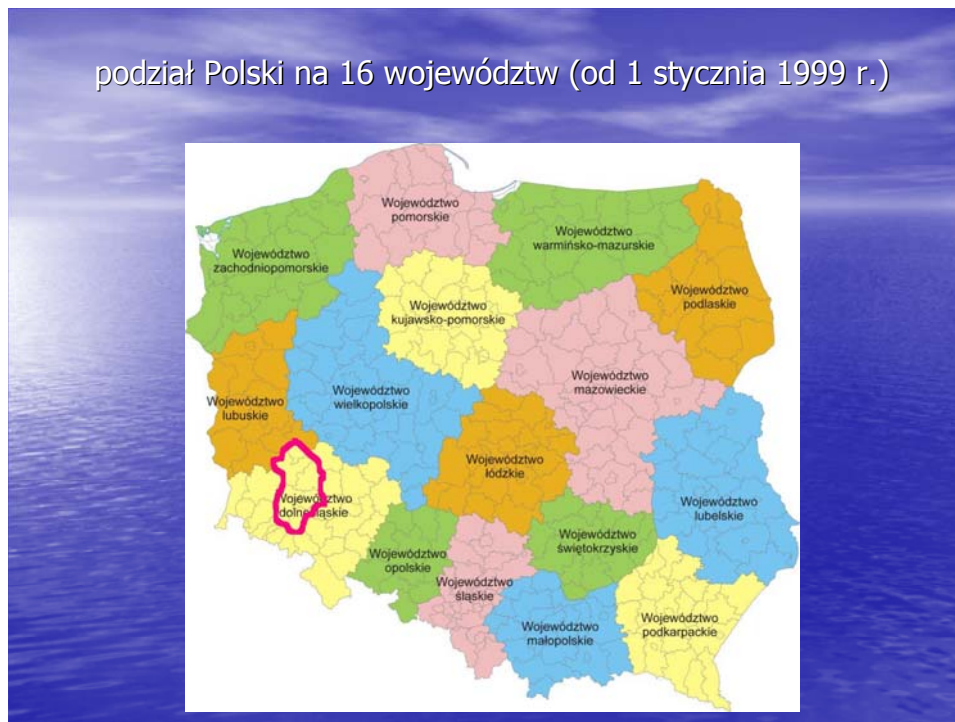 podział Polski na 16 województw (od 1 stycznia 1999 r.)
Województwo
pomorskie
Województwo
warmińsko-mazurskie
Województwo
zachodniopomorskie
Województwo
podlaskie
Województwo
kujawsko-pomorskie
Województwo
mazowieckie
Województwo
wielkopolskie
Województwo
lubuskie
Województwo
łódzkie
Województwo
dolnośląskie
Województwo
lubelskie
Województwo
świętokrzyskie
Województwo
opolskie
Województwo
śląskie
Województwo
małopolskie
Województwo
podkarpackie